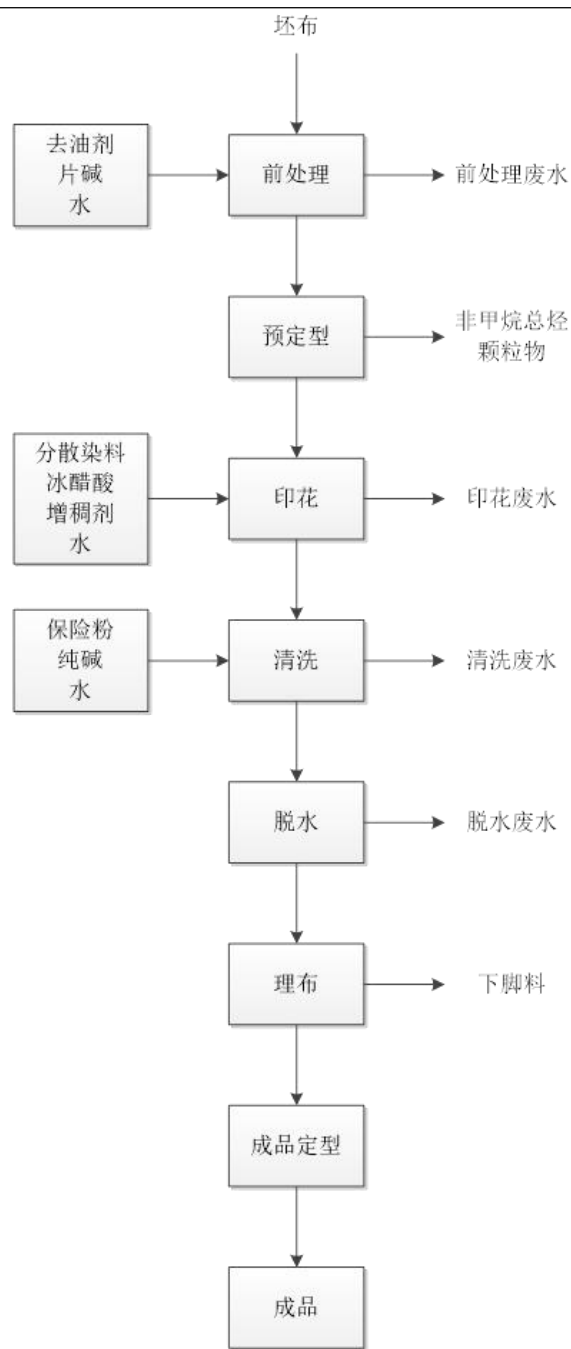 坯布
去油剂
片碱
水
前处理
前处理废水
预定型
非甲烷总烃
颗粒物
分散染料
冰醋酸
增稠剂
水
印花
印花废水
保险粉
纯碱
水
清洗
清洗废水
脱水
脱水废水
理布
下脚料
成品定型
成品